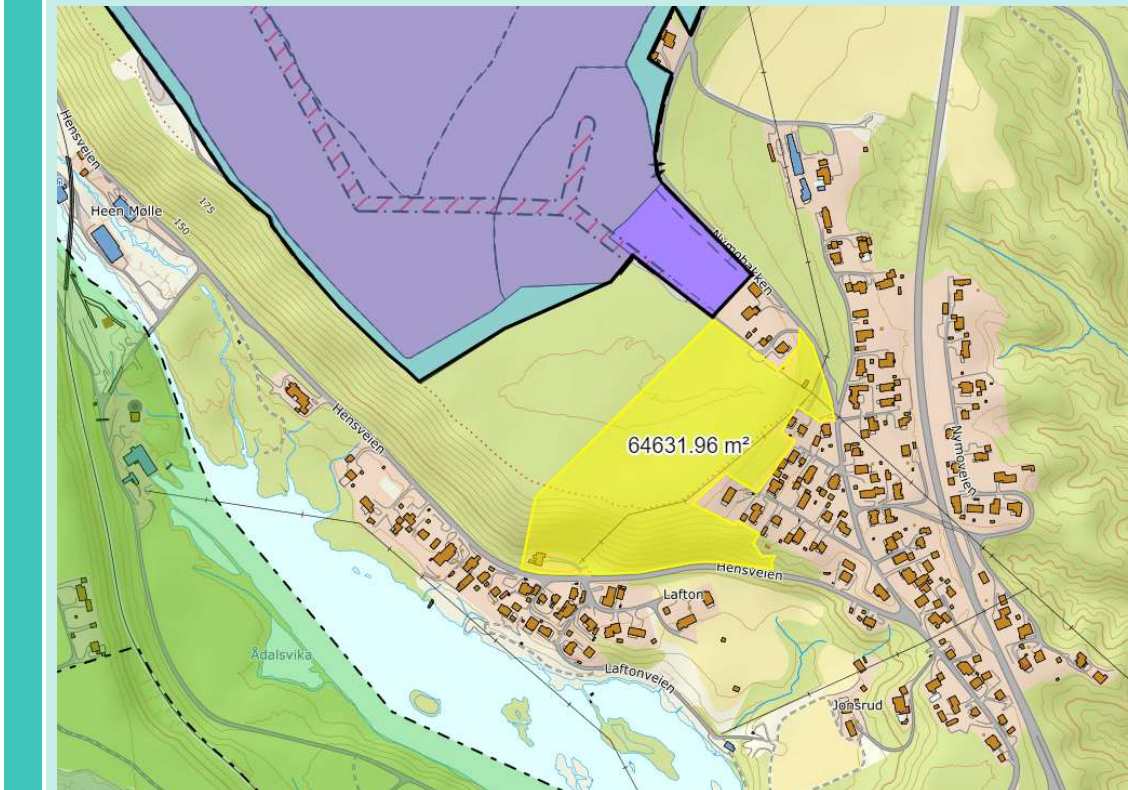 Hensveien
Heen Mølle
175
150
Nymobakken
64631.96 m²
Hensveien
Nymoveien
Hensveien
Lafton
Ådalsvika
Laftonveien
Jonsrud